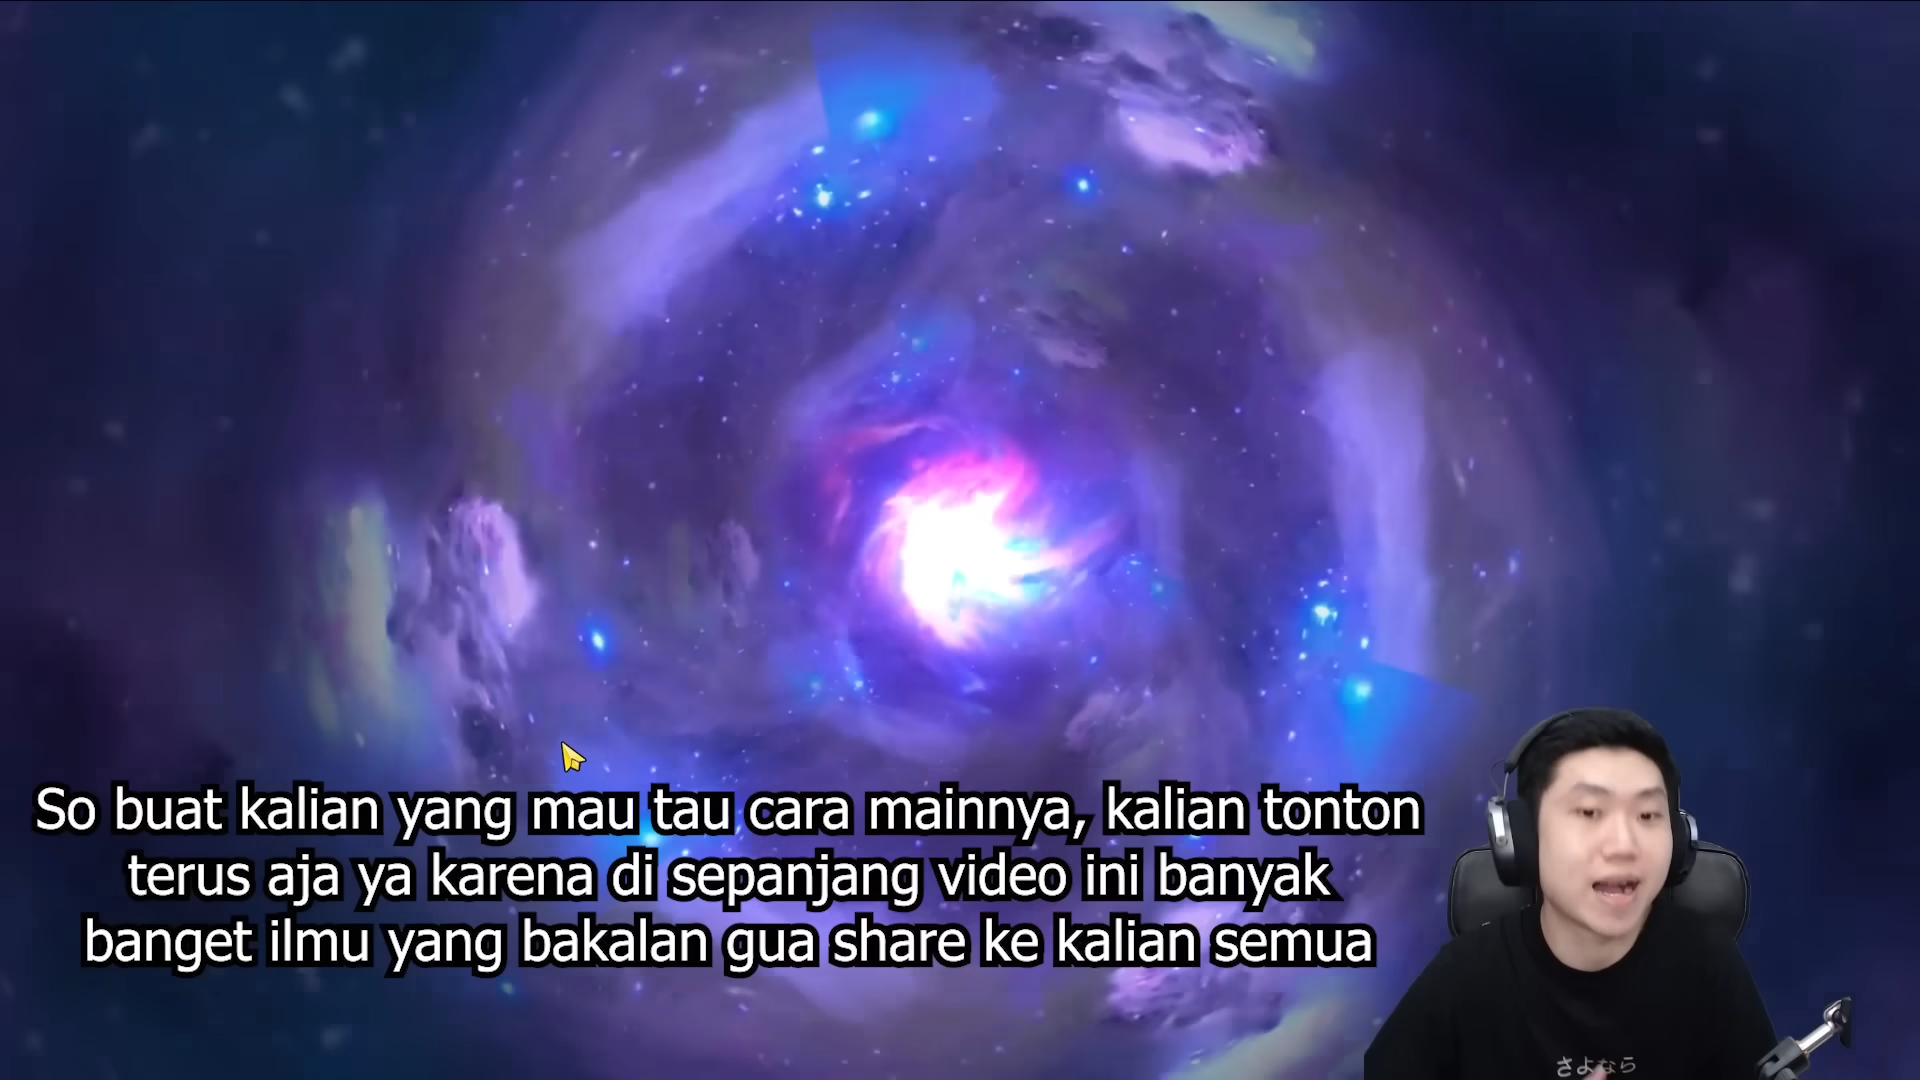 So buat kalian yang mau tau cara mainnya, kalian tonton
terus aja ya karena di sepanjang video ini banyak
banget ilmu yang bakalan gua share ke kalian semua
さよなら